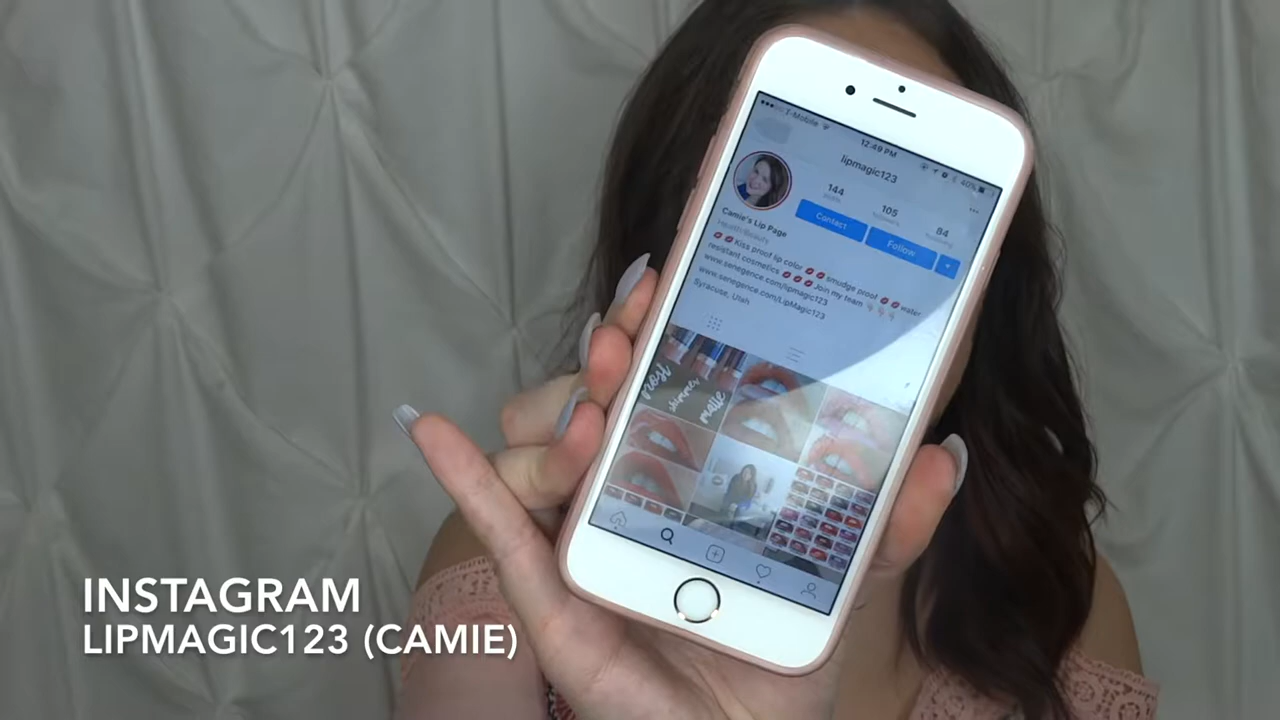 T-Mobile
12:49 PM
40%
lipmagic123
144
105
84
posts
followers
following
Contact
Follow
Camie's Lip Page
Health/Beauty
💋💋Kiss proof lip color 💋💋 smudge proof 💋💋 water
resistant cosmetics 💋💋💋 Join my team 👇🏼👇🏼👇🏼
www.senegence.com/lipmagic123
www.senegence.com/LipMagic123
Syracuse, Utah
shimmer
matte
INSTAGRAM
LIPMAGIC123 (CAMIE)